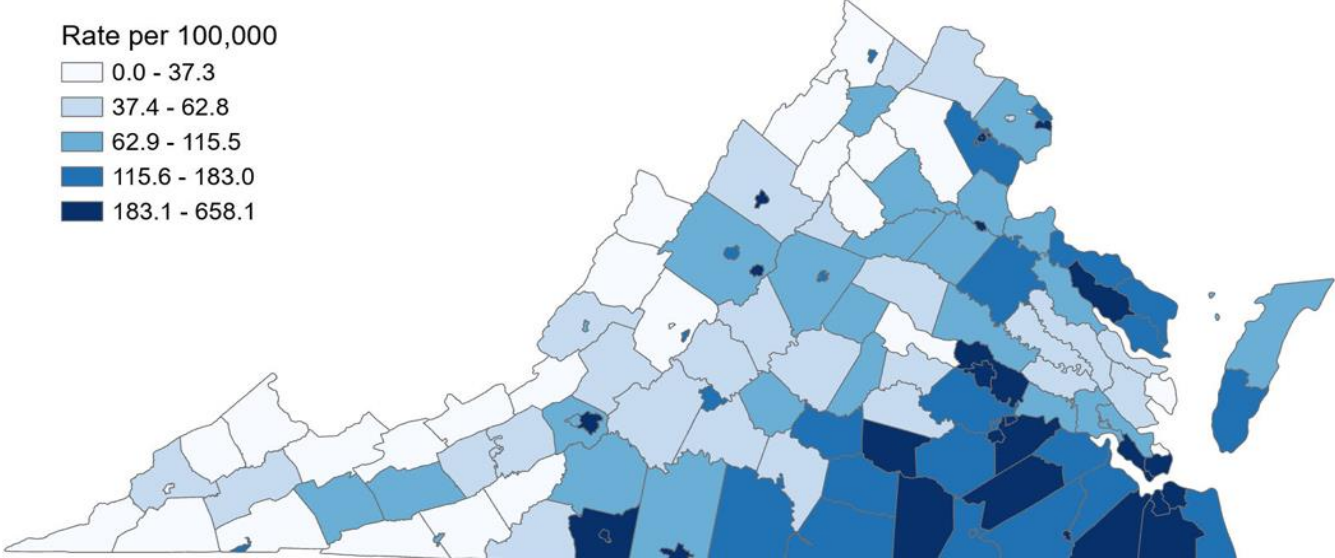 Rate per 100,000
0.0 - 37.3
37.4 - 62.8
62.9 - 115.5
115.6 - 183.0
183.1 - 658.1